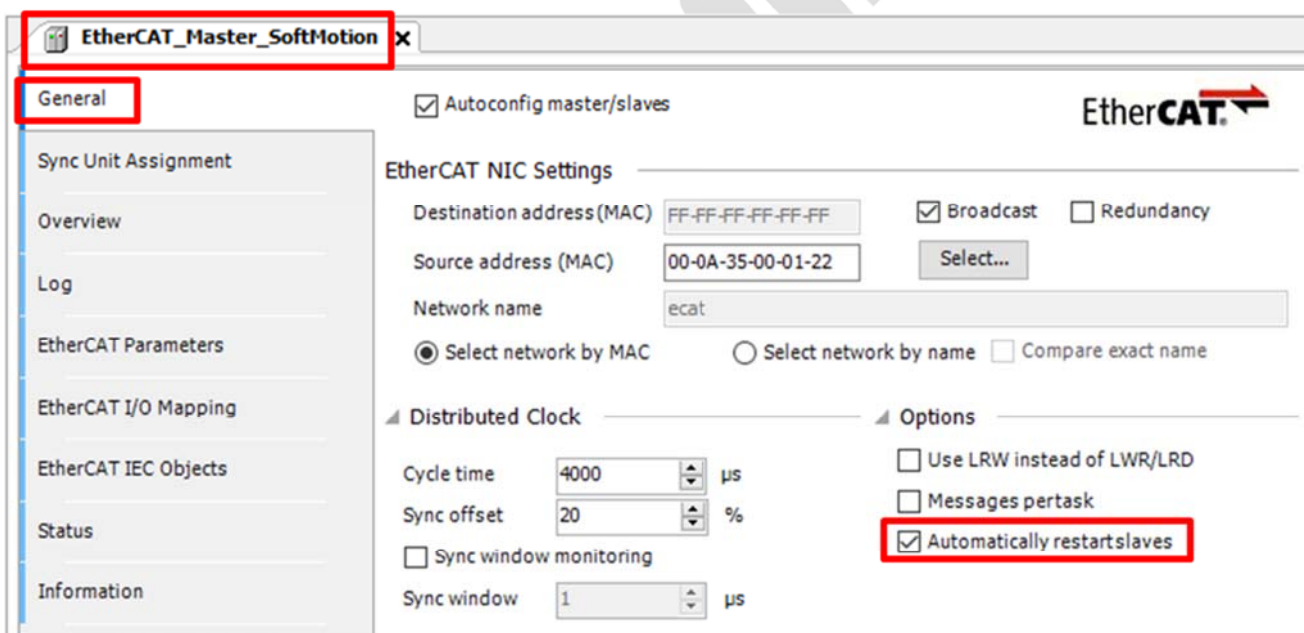 EtherCAT_Master_SoftMotion x
General
Autoconfig master/slaves
EtherCAT.
Sync Unit Assignment
EtherCAT NIC Settings
Overview
Destination address(MAC) FF-FF-FF-FF-FF-FF Broadcast Redundancy
Source address (MAC) 00-0A-35-00-01-22 Select...
Log
Network name ecat
EtherCAT Parameters
Select network by MAC Select network by name Compare exact name
EtherCAT I/O Mapping
Distributed Clock Options
EtherCAT IEC Objects
Cycle time 4000 µs Use LRW instead of LWR/LRD
Sync offset 20 % Messages pertask
Status
Sync window monitoring Automatically restartslaves
Information
Sync window 1 µs